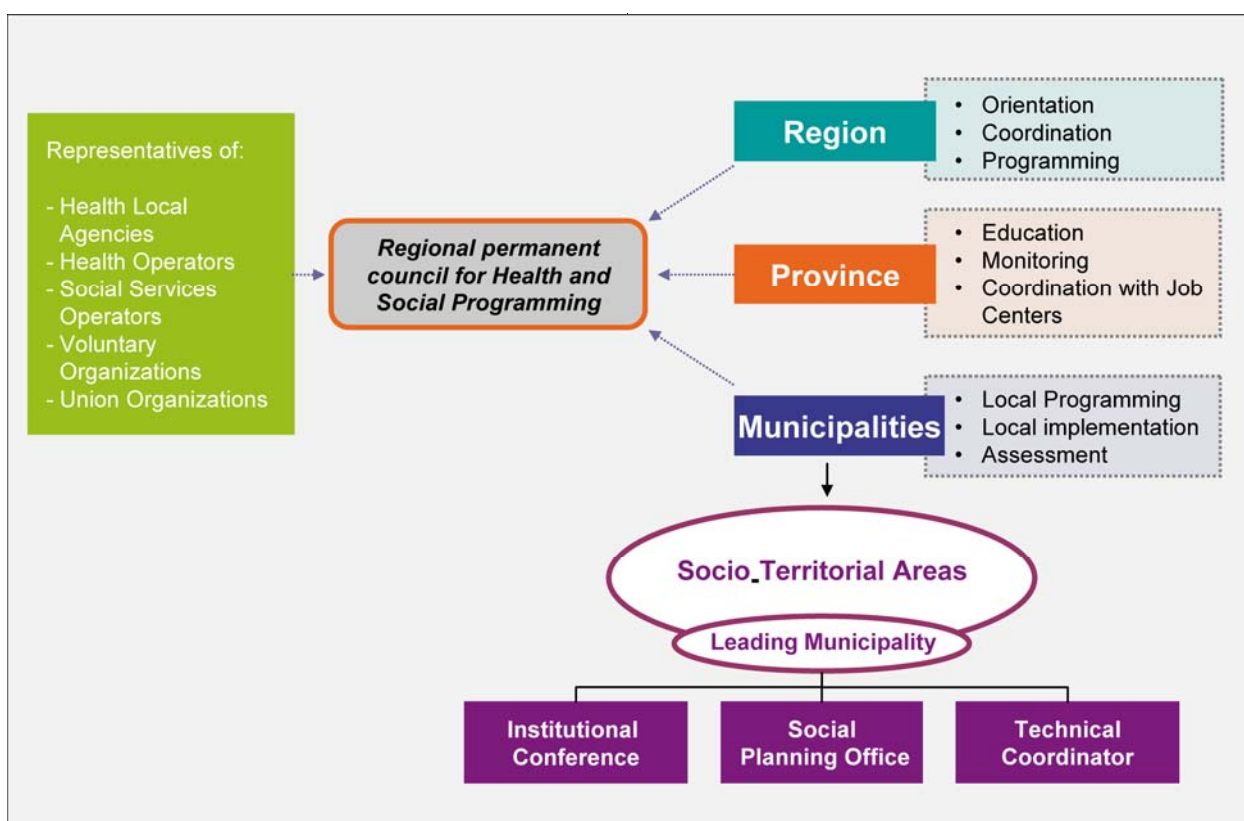 Representatives of:
- Health Local
Agencies
- Health Operators
- Social Services
Operators
- Voluntary
Organizations
- Union Organizations
Regional permanent
council for Health and
Social Programming
Region
• Orientation
• Coordination
• Programming
Province
• Education
• Monitoring
• Coordination with Job
Centers
Municipalities
• Local Programming
• Local implementation
• Assessment
Socio_Territorial Areas
Leading Municipality
Institutional
Conference
Social
Planning Office
Technical
Coordinator